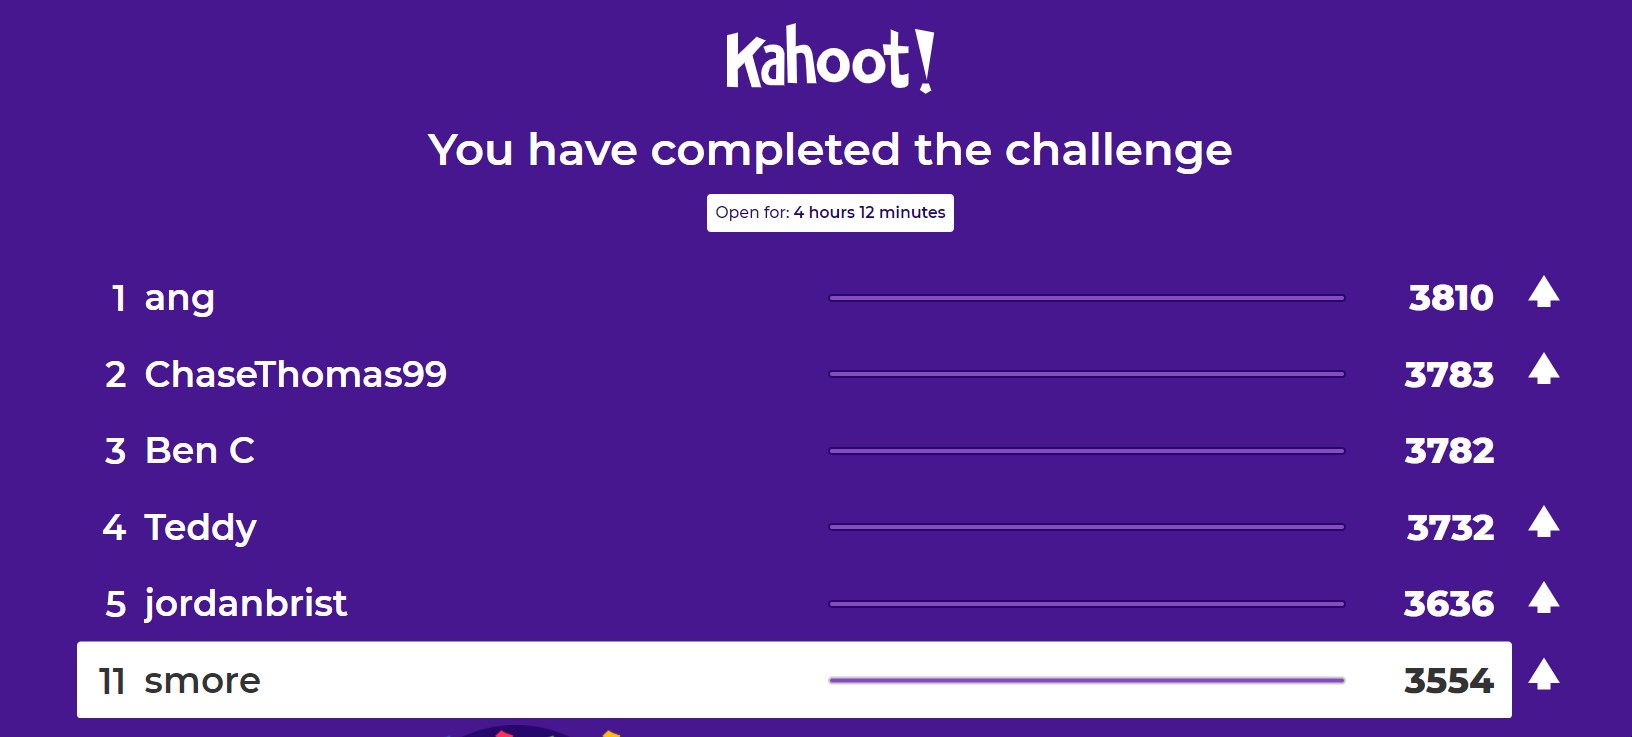 Kahoot!
You have completed the challenge
Open for: 4 hours 12 minutes
1 ang 3810
2 ChaseThomas99 3783
3 Ben C 3782
4 Teddy 3732
5 jordanbrist 3636
11 smore 3554